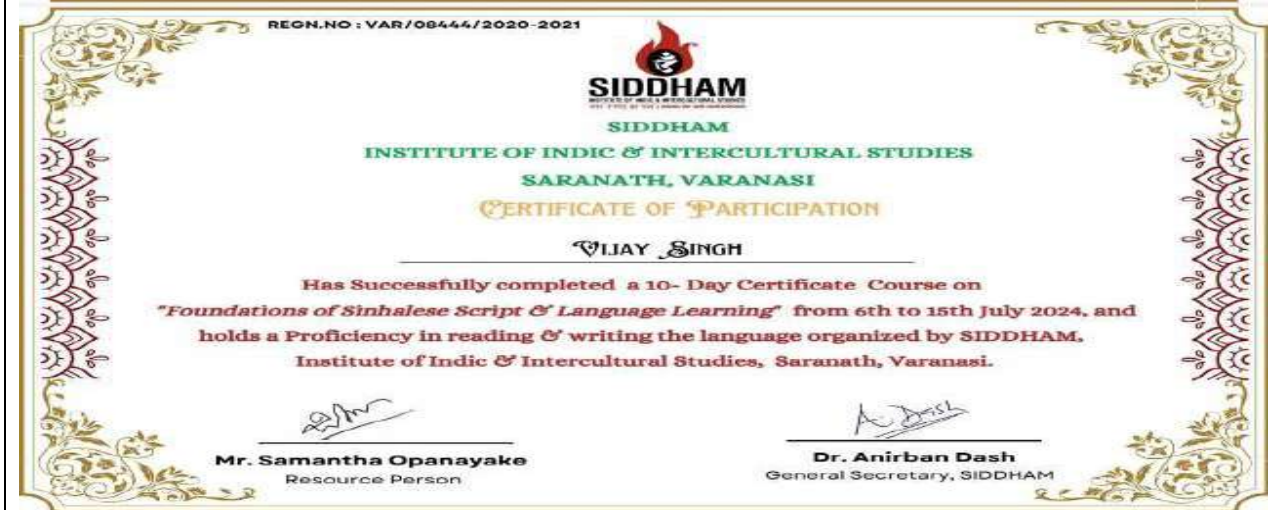 REGN.NO : VAR/08444/2020-2021
SIDDHAM
SIDDHAM
INSTITUTE OF INDIC & INTERCULTURAL STUDIES
SARANATH, VARANASI
CERTIFICATE OF PARTICIPATION
VIJAY SINGH
Has Successfully completed a 10- Day Certificate Course on
"Foundations of Sinhalese Script & Language Learning" from 6th to 15th July 2024, and
holds a Proficiency in reading & writing the language organized by SIDDHAM,
Institute of Indic & Intercultural Studies, Saranath, Varanasi.
A. Dash
Mr. Samantha Opanayake
Dr. Anirban Dash
Resource Person
General Secretary, SIDDHAM